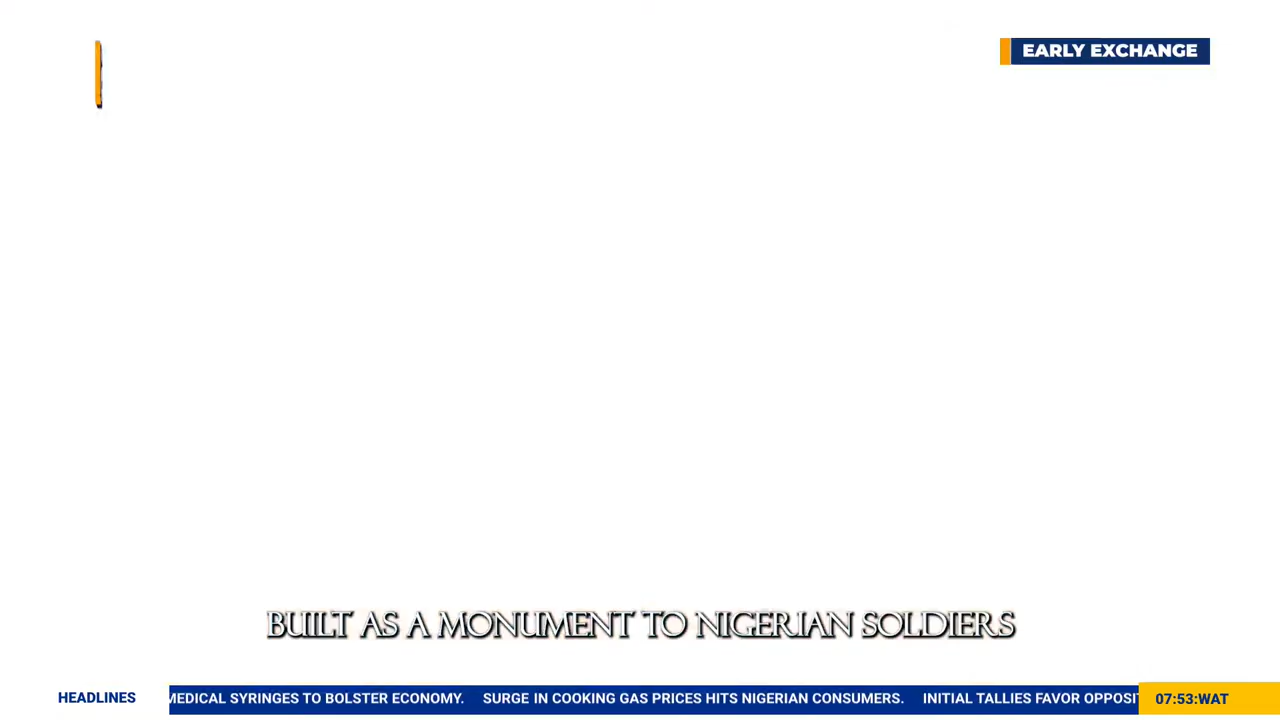 EARLY EXCHANGE
BUILT AS A MONUMENT TO NIGERIAN SOLDIERS
HEADLINES
MEDICAL SYRINGES TO BOLSTER ECONOMY. SURGE IN COOKING GAS PRICES HITS NIGERIAN CONSUMERS. INITIAL TALLIES FAVOR OPPOSIT
07:53:WAT